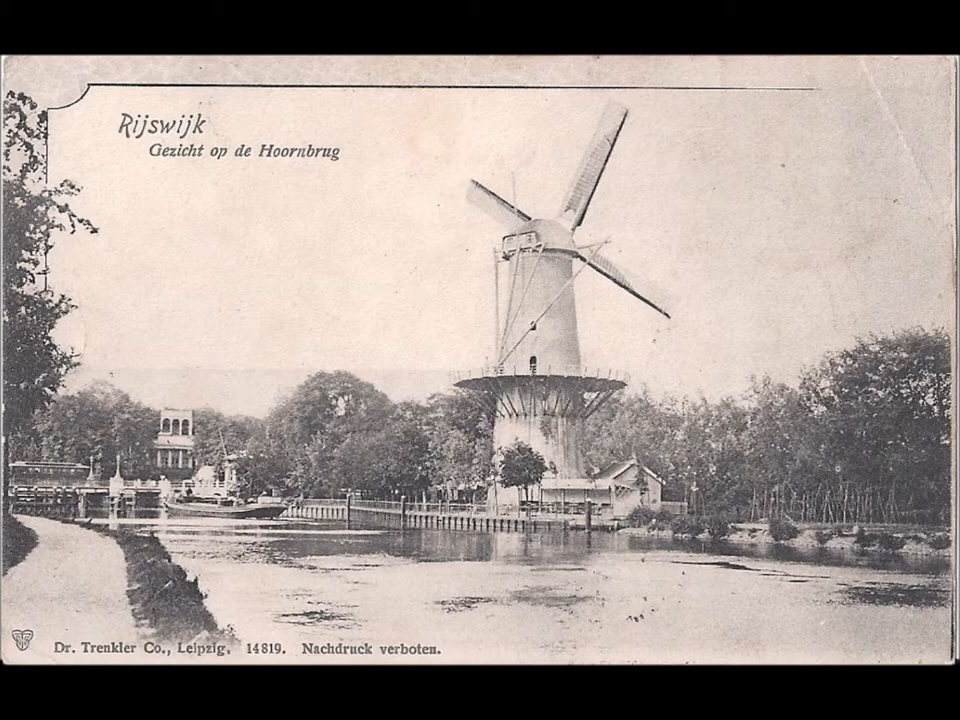 Rijswijk
Gezicht op de Hoornbrug
Dr. Trenkler Co., Leipzig. 14819. Nachdruck verboten.